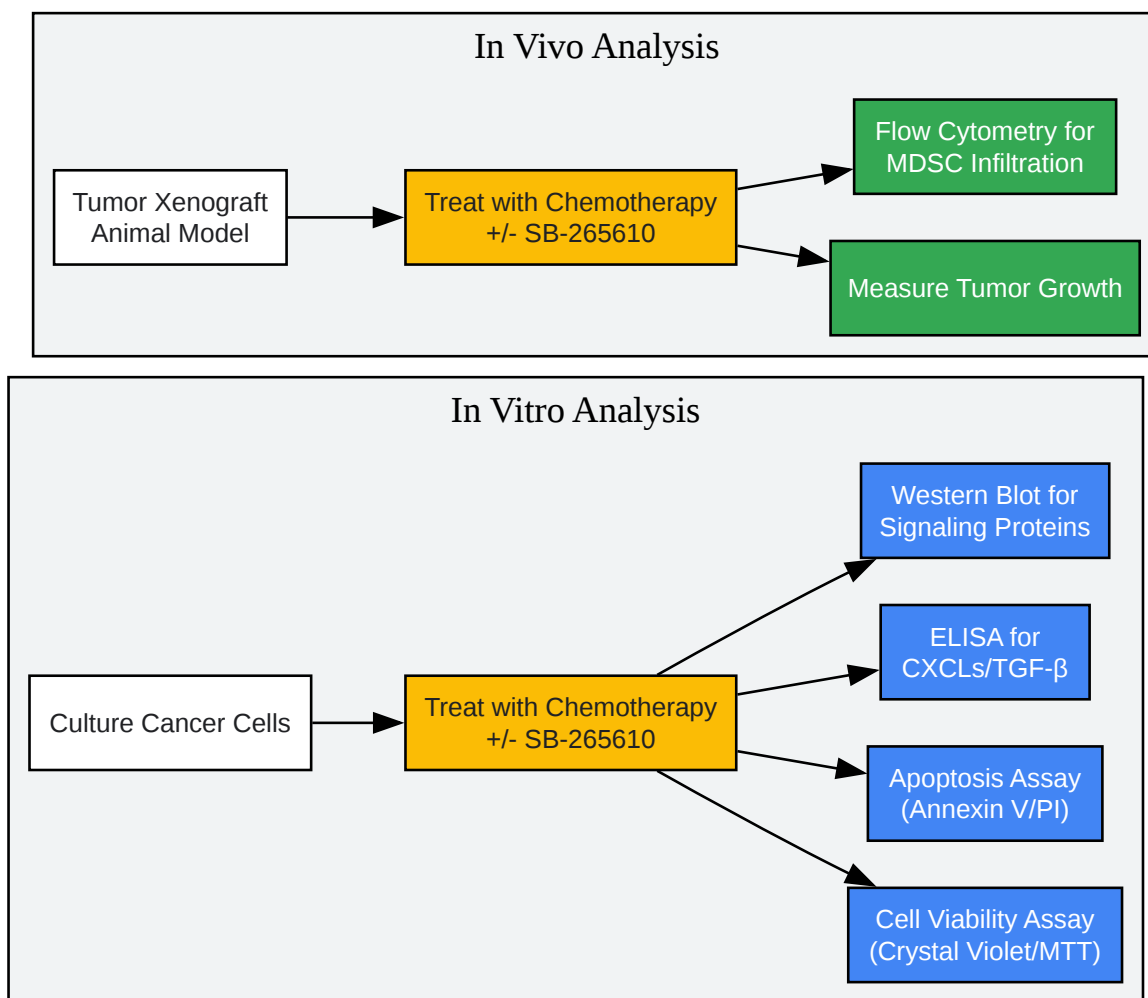 In Vivo Analysis
Tumor Xenograft
Animal Model
Treat with Chemotherapy
+/- SB-265610
Flow Cytometry for
MDSC Infiltration
Measure Tumor Growth
In Vitro Analysis
Culture Cancer Cells
Treat with Chemotherapy
+/- SB-265610
Western Blot for
Signaling Proteins
ELISA for
CXCLs/TGF-β
Apoptosis Assay
(Annexin V/PI)
Cell Viability Assay
(Crystal Violet/MTT)